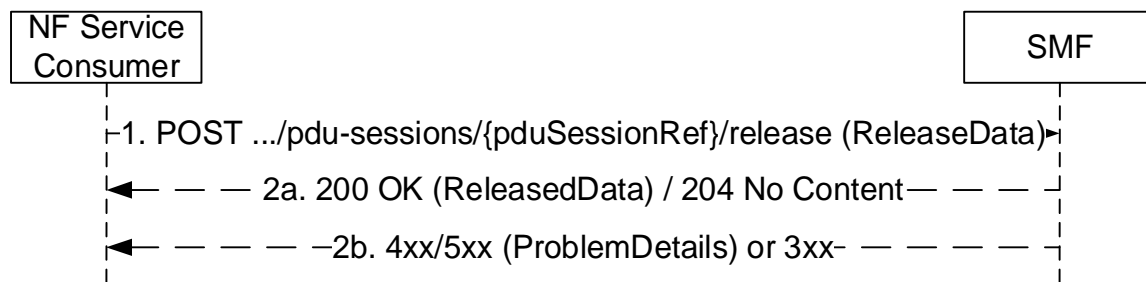 NF Service
Consumer
SMF
1. POST .../pdu-sessions/{pduSessionRef}/release (ReleaseData)
2a. 200 OK (ReleasedData) / 204 No Content
2b. 4xx/5xx (ProblemDetails) or 3xx